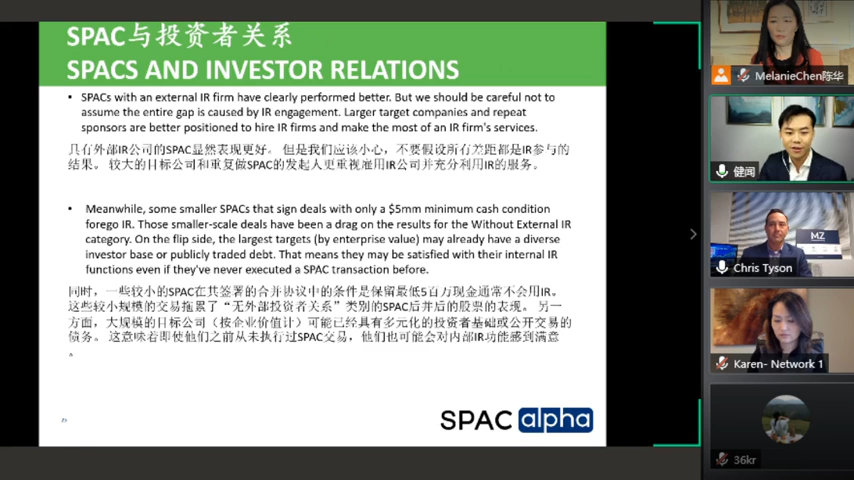 SPAC与投资者关系
SPACS AND INVESTOR RELATIONS
• SPACs with an external IR firm have clearly performed better. But we should be careful not to
assume the entire gap is caused by IR engagement. Larger target companies and repeat
sponsors are better positioned to hire IR firms and make the most of an IR firm's services.
只有外部IR公司的SPAC显然表现更好。 但是我们应该小心，不要假设所有差距都是IR参与的
结果。 较大的目标公司和重复做SPAC的发起人更重视雇用IR公司并充分利用IR的服务。
• Meanwhile, some smaller SPACs that sign deals with only a $5mm minimum cash condition
forego IR. Those smaller-scale deals have been a drag on the results for the Without External IR
category. On the flip side, the largest targets (by enterprise value) may already have a diverse
investor base or publicly traded debt. That means they may be satisfied with their internal IR
functions even if they've never executed a SPAC transaction before.
同时，一些较小的SPAC在其签署的合并协议中的条件是保留最低5百万现金通常不会用IR。
这些较小规模的交易拖累了“无外部投资者关系”类别的SPAC后并后的股票的表现。 另一
方面，大规模的目标公司（按企业价值计）可能已经具有多元化的投资者基础或公开交易的
债务。 这意味着即使他们之前从未执行过SPAC交易，他们也可能会对内部IR功能感到满意
。
SPAC alpha
MelanieChen陈华
健闻
MZ
Chris Tyson
Karen- Network 1
36kr